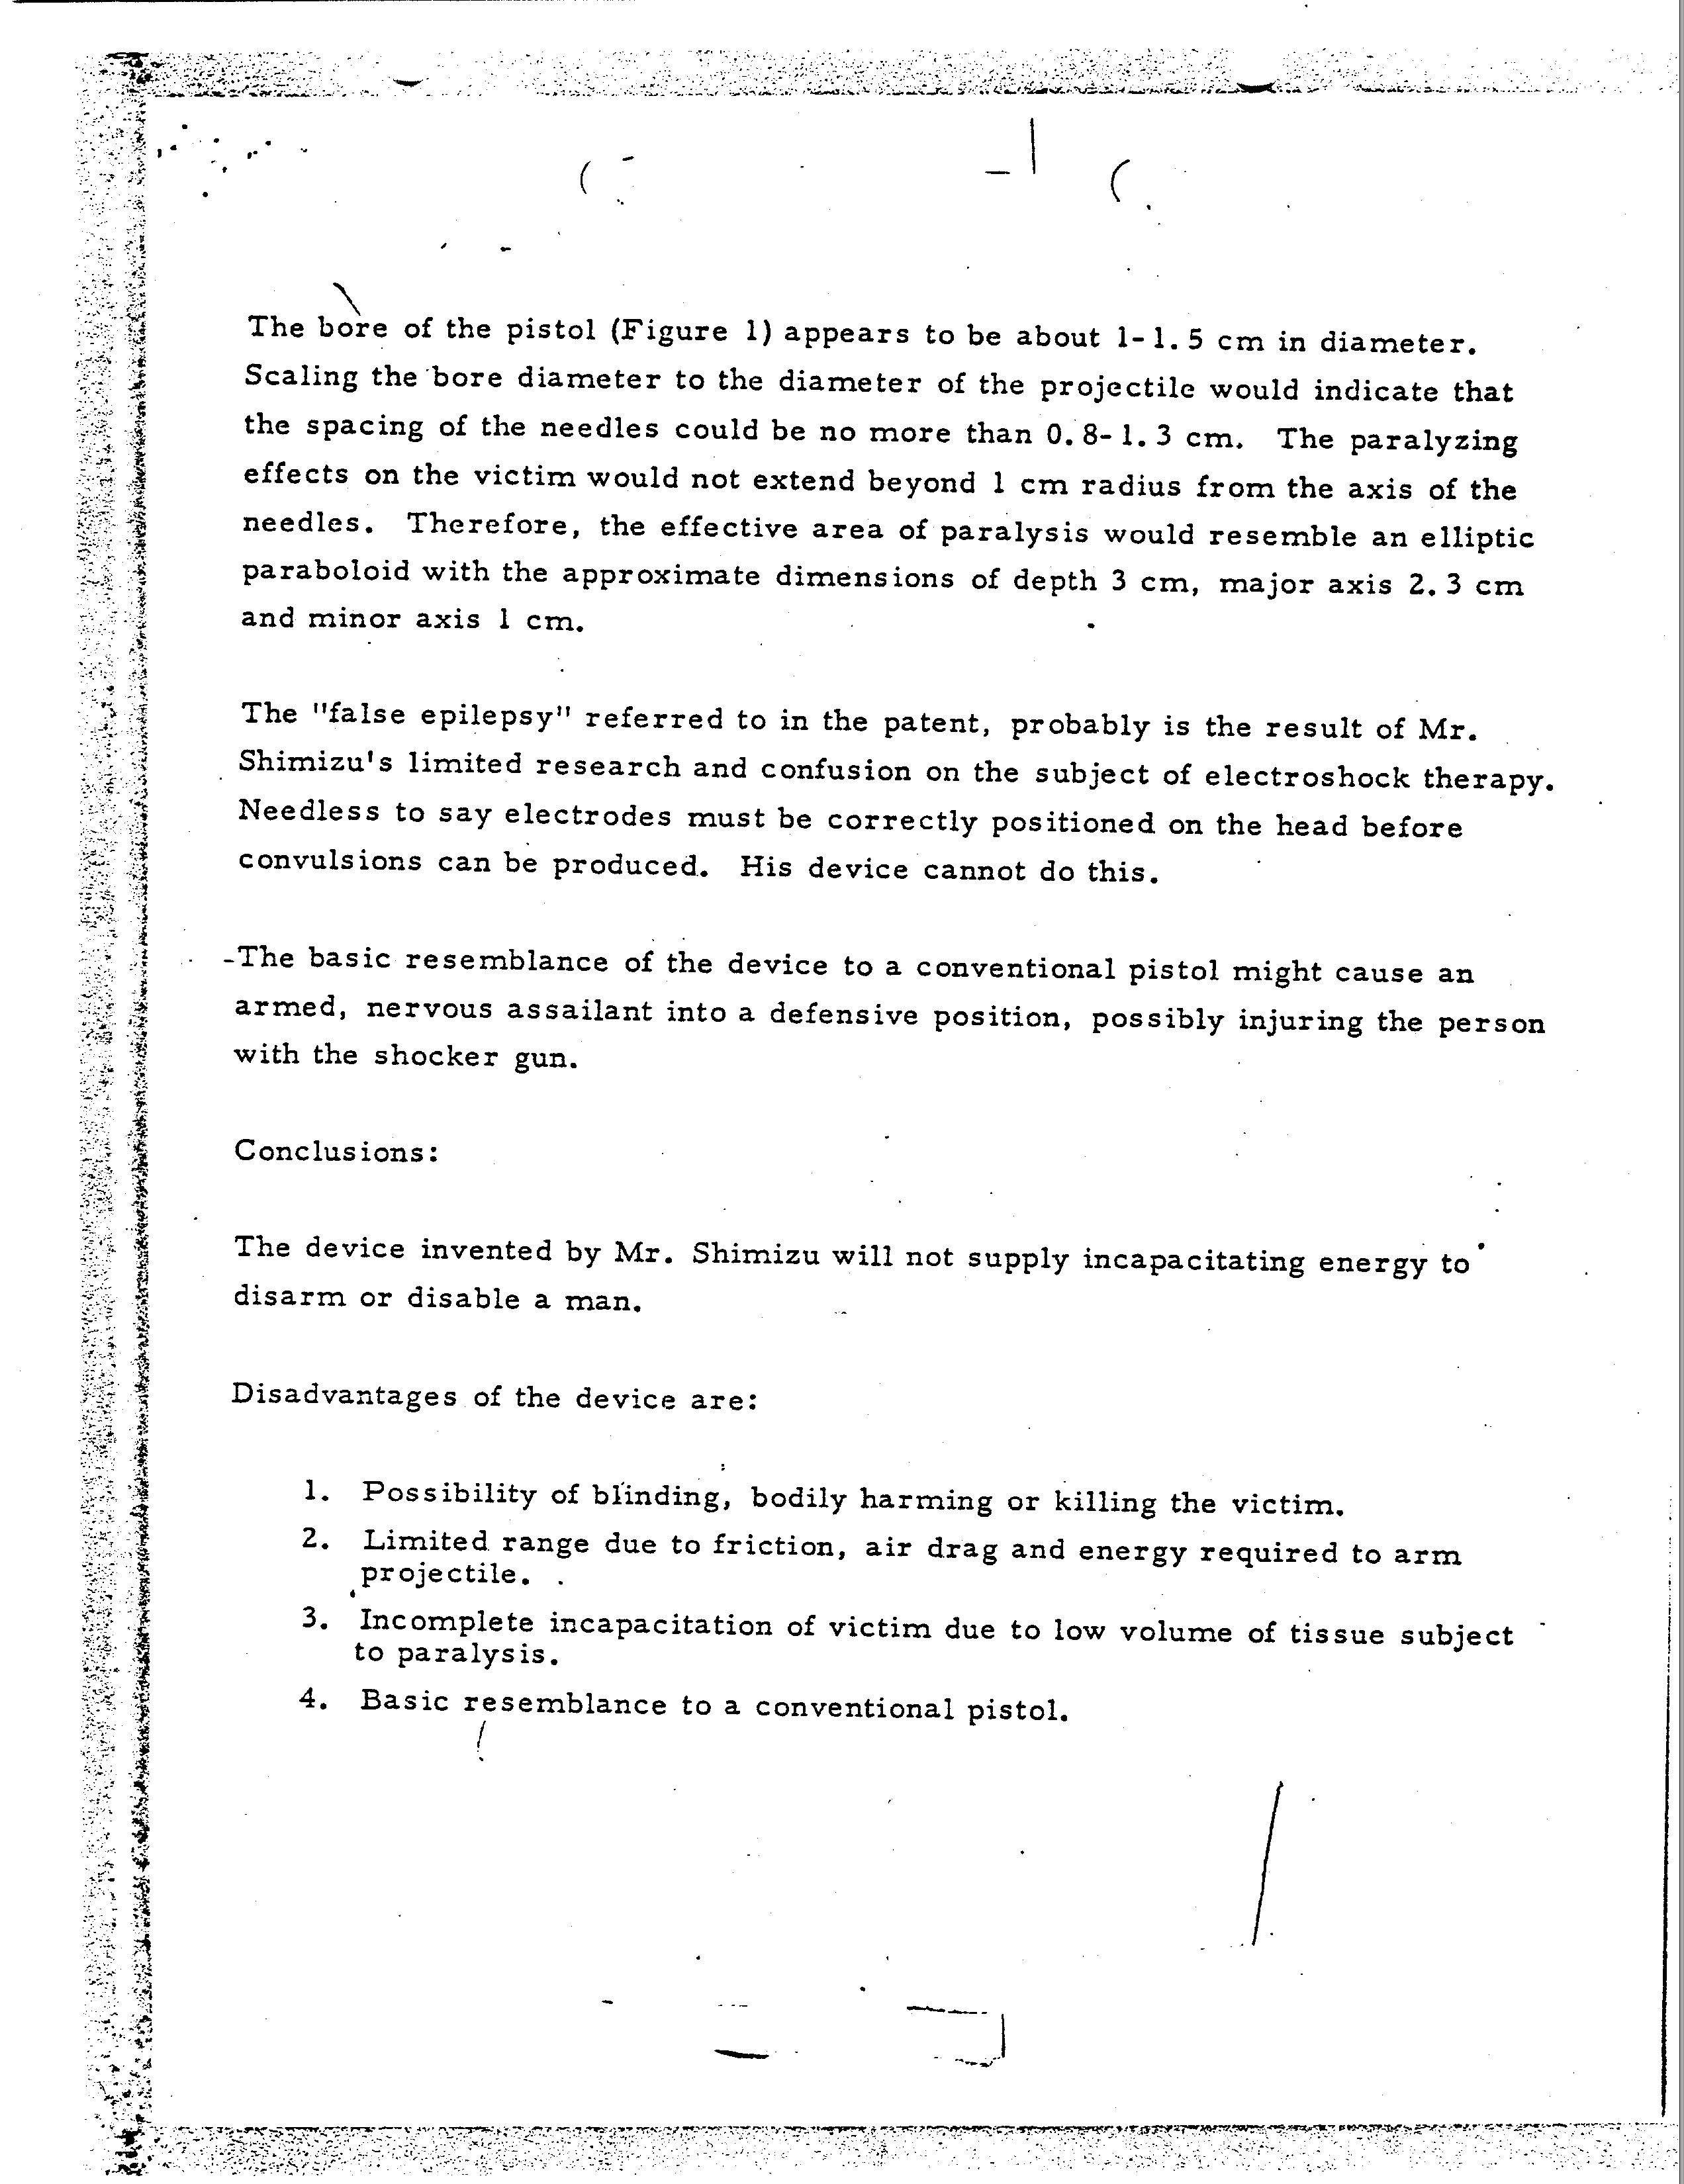 The bore of the pistol (Figure 1) appears to be about 1-1.5 cm in diameter.
Scaling the bore diameter to the diameter of the projectile would indicate that
the spacing of the needles could be no more than 0.8-1.3 cm. The paralyzing
effects on the victim would not extend beyond 1 cm radius from the axis of the
needles. Therefore, the effective area of paralysis would resemble an elliptic
paraboloid with the approximate dimensions of depth 3 cm, major axis 2.3 cm
and minor axis 1 cm.
The "false epilepsy" referred to in the patent, probably is the result of Mr.
Shimizu's limited research and confusion on the subject of electroshock therapy.
Needless to say electrodes must be correctly positioned on the head before
convulsions can be produced. His device cannot do this.
-The basic resemblance of the device to a conventional pistol might cause an
armed, nervous assailant into a defensive position, possibly injuring the person
with the shocker gun.
Conclusions:
The device invented by Mr. Shimizu will not supply incapacitating energy to
disarm or disable a man.
Disadvantages of the device are:
1. Possibility of blinding, bodily harming or killing the victim.
2. Limited range due to friction, air drag and energy required to arm
projectile.
3. Incomplete incapacitation of victim due to low volume of tissue subject
to paralysis.
4. Basic resemblance to a conventional pistol.